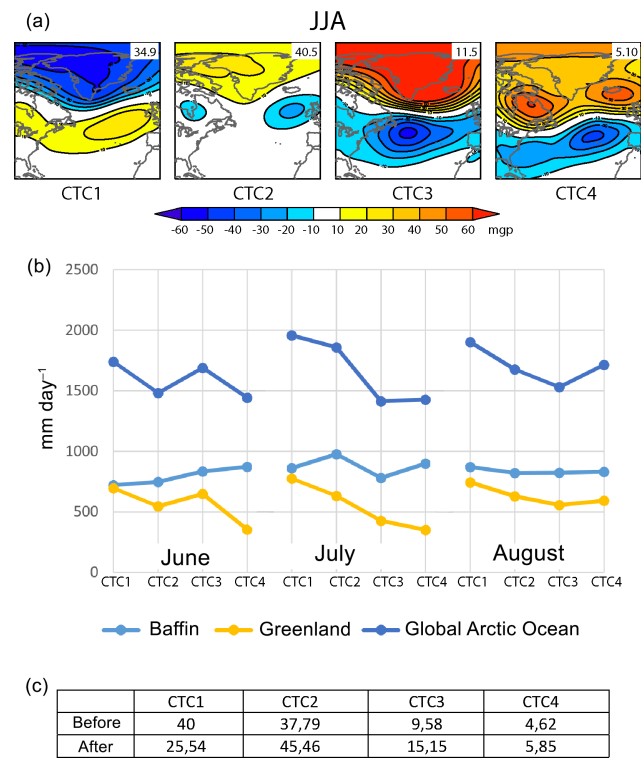 (a)
JJA
34.9 40.5 11.5 5.10
CTC1 CTC2 CTC3 CTC4
-60 -50 -40 -30 -20 -10 10 20 30 40 50 60 mgp
(b)
2500
2000
1500
1000
500
0
mm day⁻¹
June July August
CTC1 CTC2 CTC3 CTC4 CTC1 CTC2 CTC3 CTC4 CTC1 CTC2 CTC3 CTC4
Baffin Greenland Global Arctic Ocean
(c)
CTC1 CTC2 CTC3 CTC4
Before 40 37,79 9,58 4,62
After 25,54 45,46 15,15 5,85